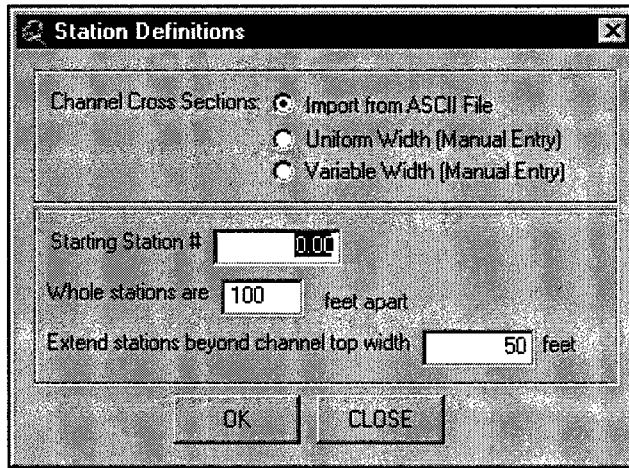 Station Definitions
Channel Cross Sections: Import from ASCII File
Uniform Width (Manual Entry)
Variable Width (Manual Entry)
Starting Station # 0.00
Whole stations are 100 feet apart
Extend stations beyond channel top width 50 feet
OK CLOSE